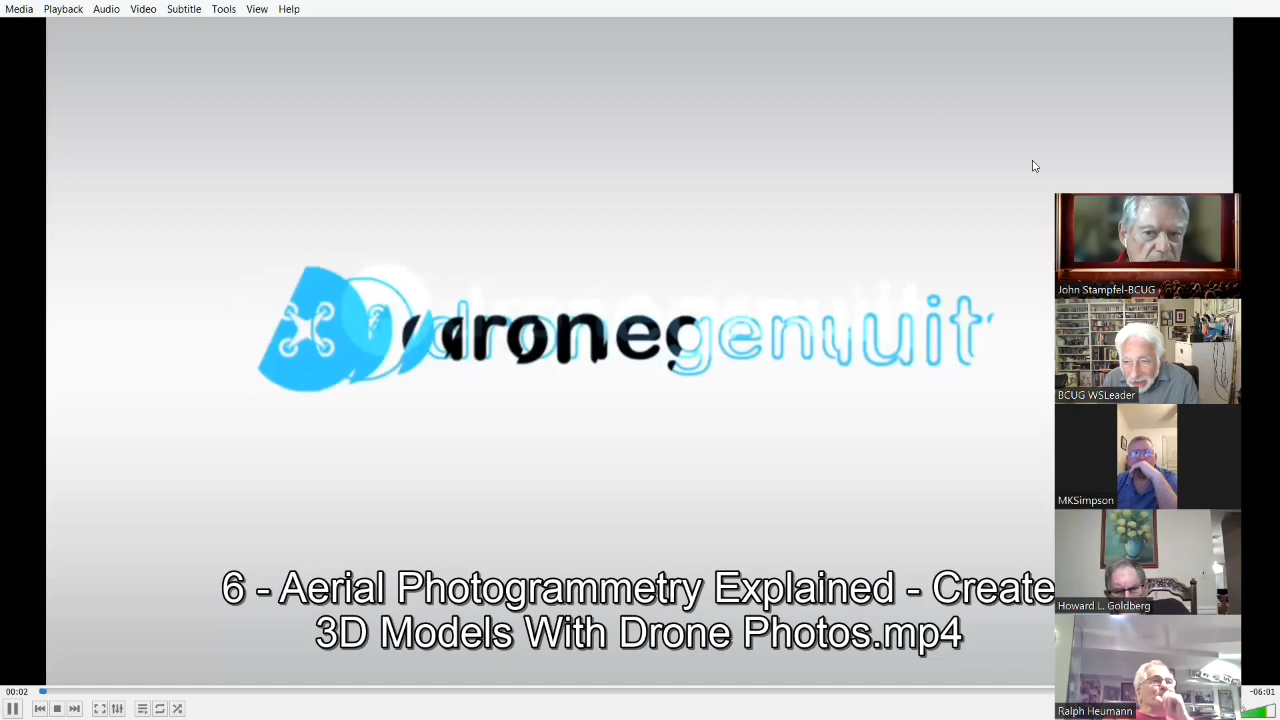 Media Playback Audio Video Subtitle Tools View Help
dronegenuit
John Stampfel-BCUG
BCUG WSLeader
MKSimpson
6 - Aerial Photogrammetry Explained - Create
3D Models With Drone Photos.mp4
Howard L. Goldberg
00:02
-06:01
Ralph Heumann